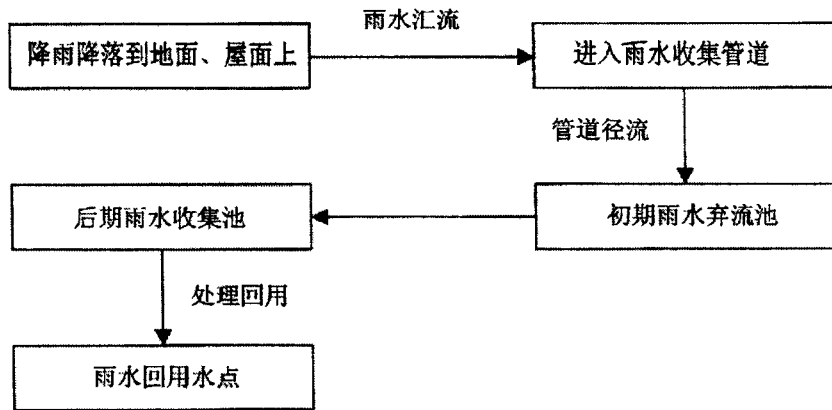 雨水汇流
降雨降落到地面、屋面上
进入雨水收集管道
管道径流
初期雨水弃流池
后期雨水收集池
处理回用
雨水回用水点